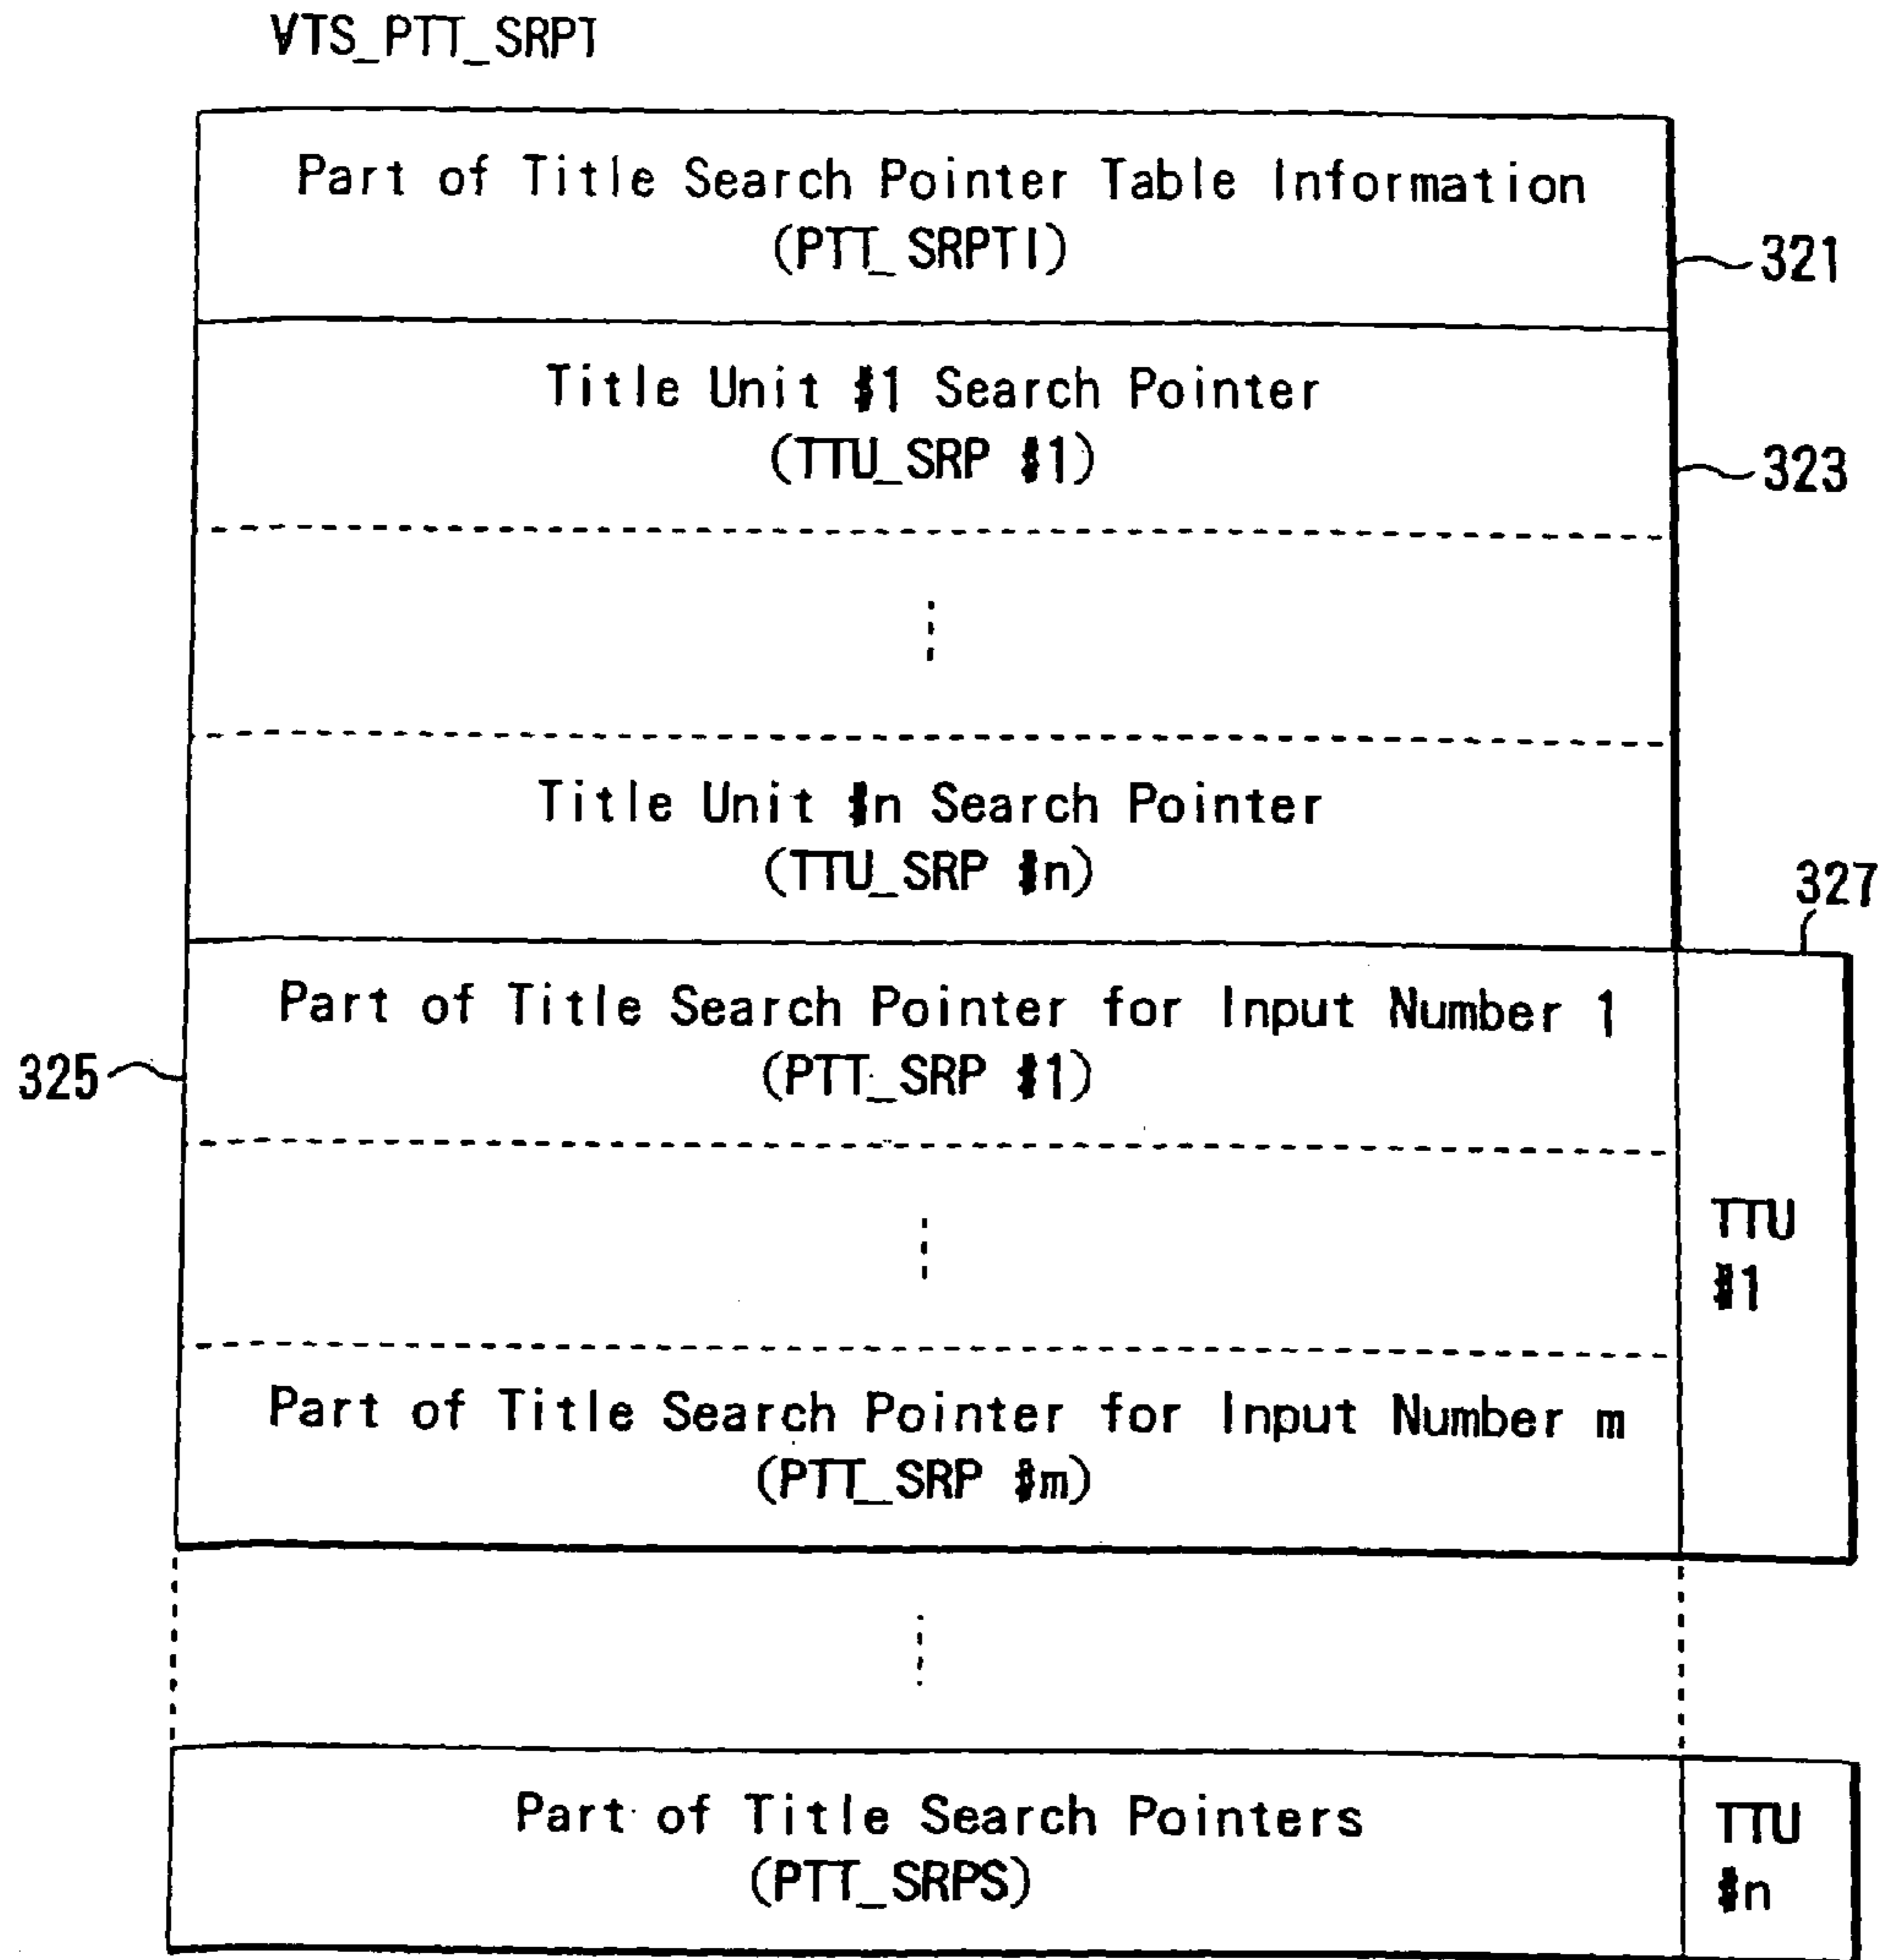 VTS_PTT_SRPT
Part of Title Search Pointer Table Information
(PTT_SRPTI)
321
Title Unit #1 Search Pointer
(TTU_SRP #1)
323
Title Unit #n Search Pointer
(TTU_SRP #n)
327
Part of Title Search Pointer for Input Number 1
(PTT_SRP #1)
325
TTU
#1
Part of Title Search Pointer for Input Number m
(PTT_SRP #m)
Part of Title Search Pointers
(PTT_SRPS)
TTU
#n